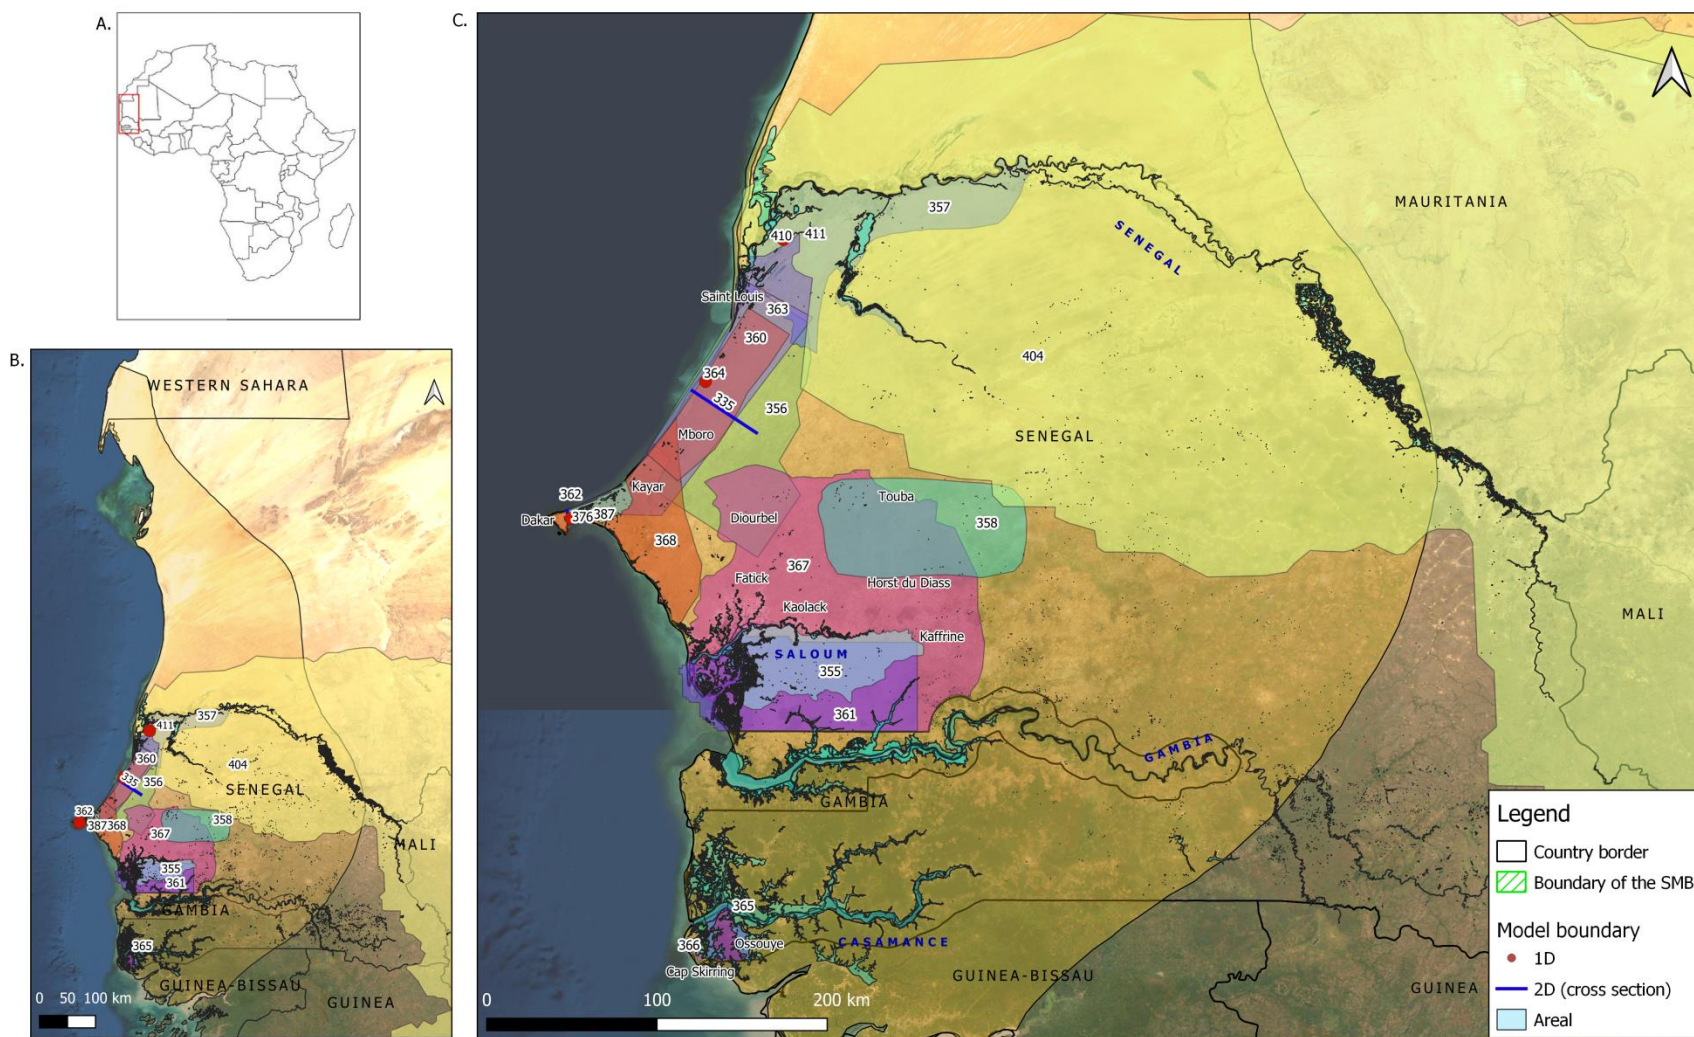 A.
B.
WESTERN SAHARA
411
357
360
335
356
404
SENEGAL
362
387
368
367
358
355
361
MALI
GAMBIA
365
GUINEA-BISSAU
GUINEA
0 50 100 km
C.
MAURITANIA
357
410
411
SENEGAL
Saint Louis
363
360
404
364
335
356
Mboro
SENEGAL
Kayar
362
Touba
Dakar
376
387
Diourbel
358
368
367
Fatick
Horst du Diass
Kaolack
MALI
Kaffrine
SALOUM
355
361
GAMBIA
GAMBIA
365
366
Ossouye
CASAMANCE
Cap Skirring
GUINEA-BISSAU
GUINEA
0 100 200 km
Legend
Country border
Boundary of the SMB
Model boundary
1D
2D (cross section)
Areal